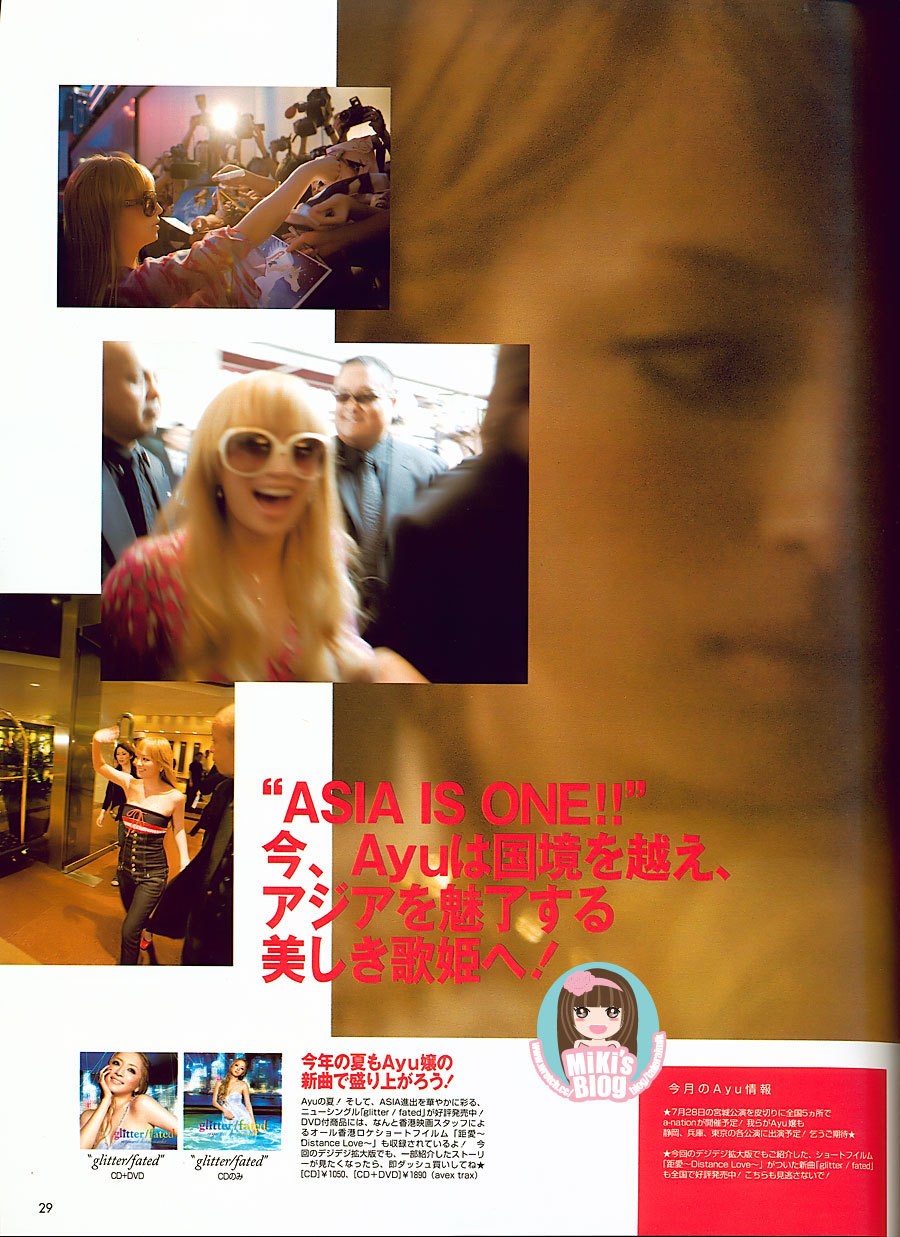 “ASIA IS ONE!!”
今、Ayuは国境を越え、
アジアを魅了する
美しき歌姫へ！
今年の夏もAyu嬢の
新曲で盛り上がろう！
Ayuの夏！ そして、ASIA進出を華やかに彩る、
ニューシングル「glitter / fated」が好評発売中！
DVD付商品には、なんと香港映画スタッフによ
るオール香港ロケショートフイルム「距愛〜
Distance Love〜」も収録されているよ！ 今
回のデジデジ拡大版でも、一部紹介したストーリ
ーが見たくなったら、即ダッシュ買いしてね★
[CD]¥1050、[CD+DVD]¥1890（avex trax）
glitter/fated
glitter/fated
“glitter/fated”
CD+DVD
“glitter/fated”
CDのみ
MiKi's
BLOG
今月のAyu情報
★7月28日の宮城公演を皮切りに全国5ヵ所で
a-nationが開催予定！ 我らがAyu嬢も
静岡、兵庫、東京の各公演に出演予定！ 乞うご期待★
★今回のデジデジ拡大版でもご紹介した、ショートフイルム
「距愛〜Distance Love〜」がついた新曲「glitter / fated」
も全国で好評発売中！ こちらも見逃さないで！
29